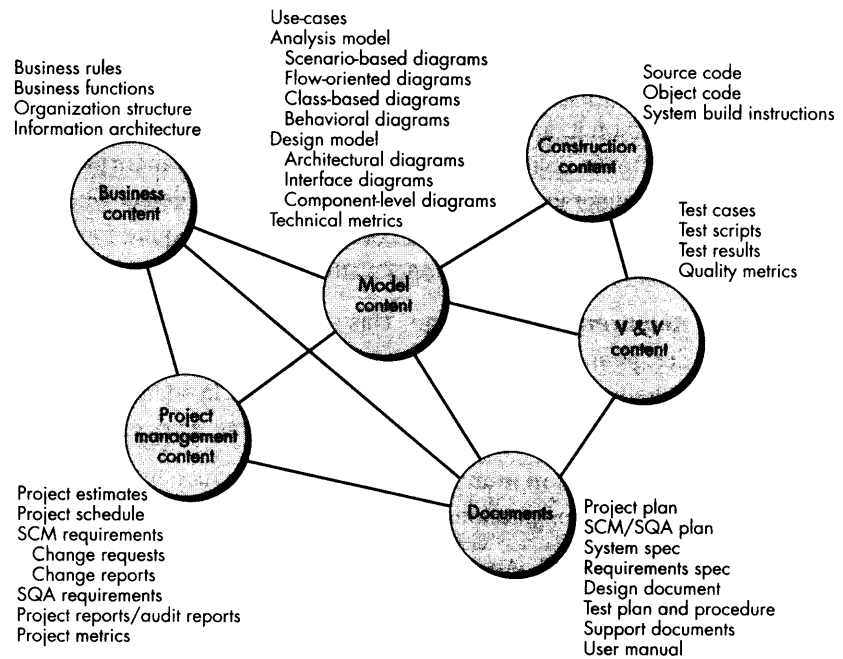 Use-cases
Analysis model
Scenario-based diagrams
Flow-oriented diagrams
Class-based diagrams
Behavioral diagrams
Design model
Architectural diagrams
Interface diagrams
Component-level diagrams
Technical metrics
Business rules
Business functions
Organization structure
Information architecture
Source code
Object code
System build instructions
Construction
content
Business
content
Test cases
Test scripts
Test results
Quality metrics
Model
content
V & V
content
Project
management
content
Project estimates
Project schedule
SCM requirements
Change requests
Change reports
SQA requirements
Project reports/audit reports
Project metrics
Documents
Project plan
SCM/SQA plan
System spec
Requirements spec
Design document
Test plan and procedure
Support documents
User manual